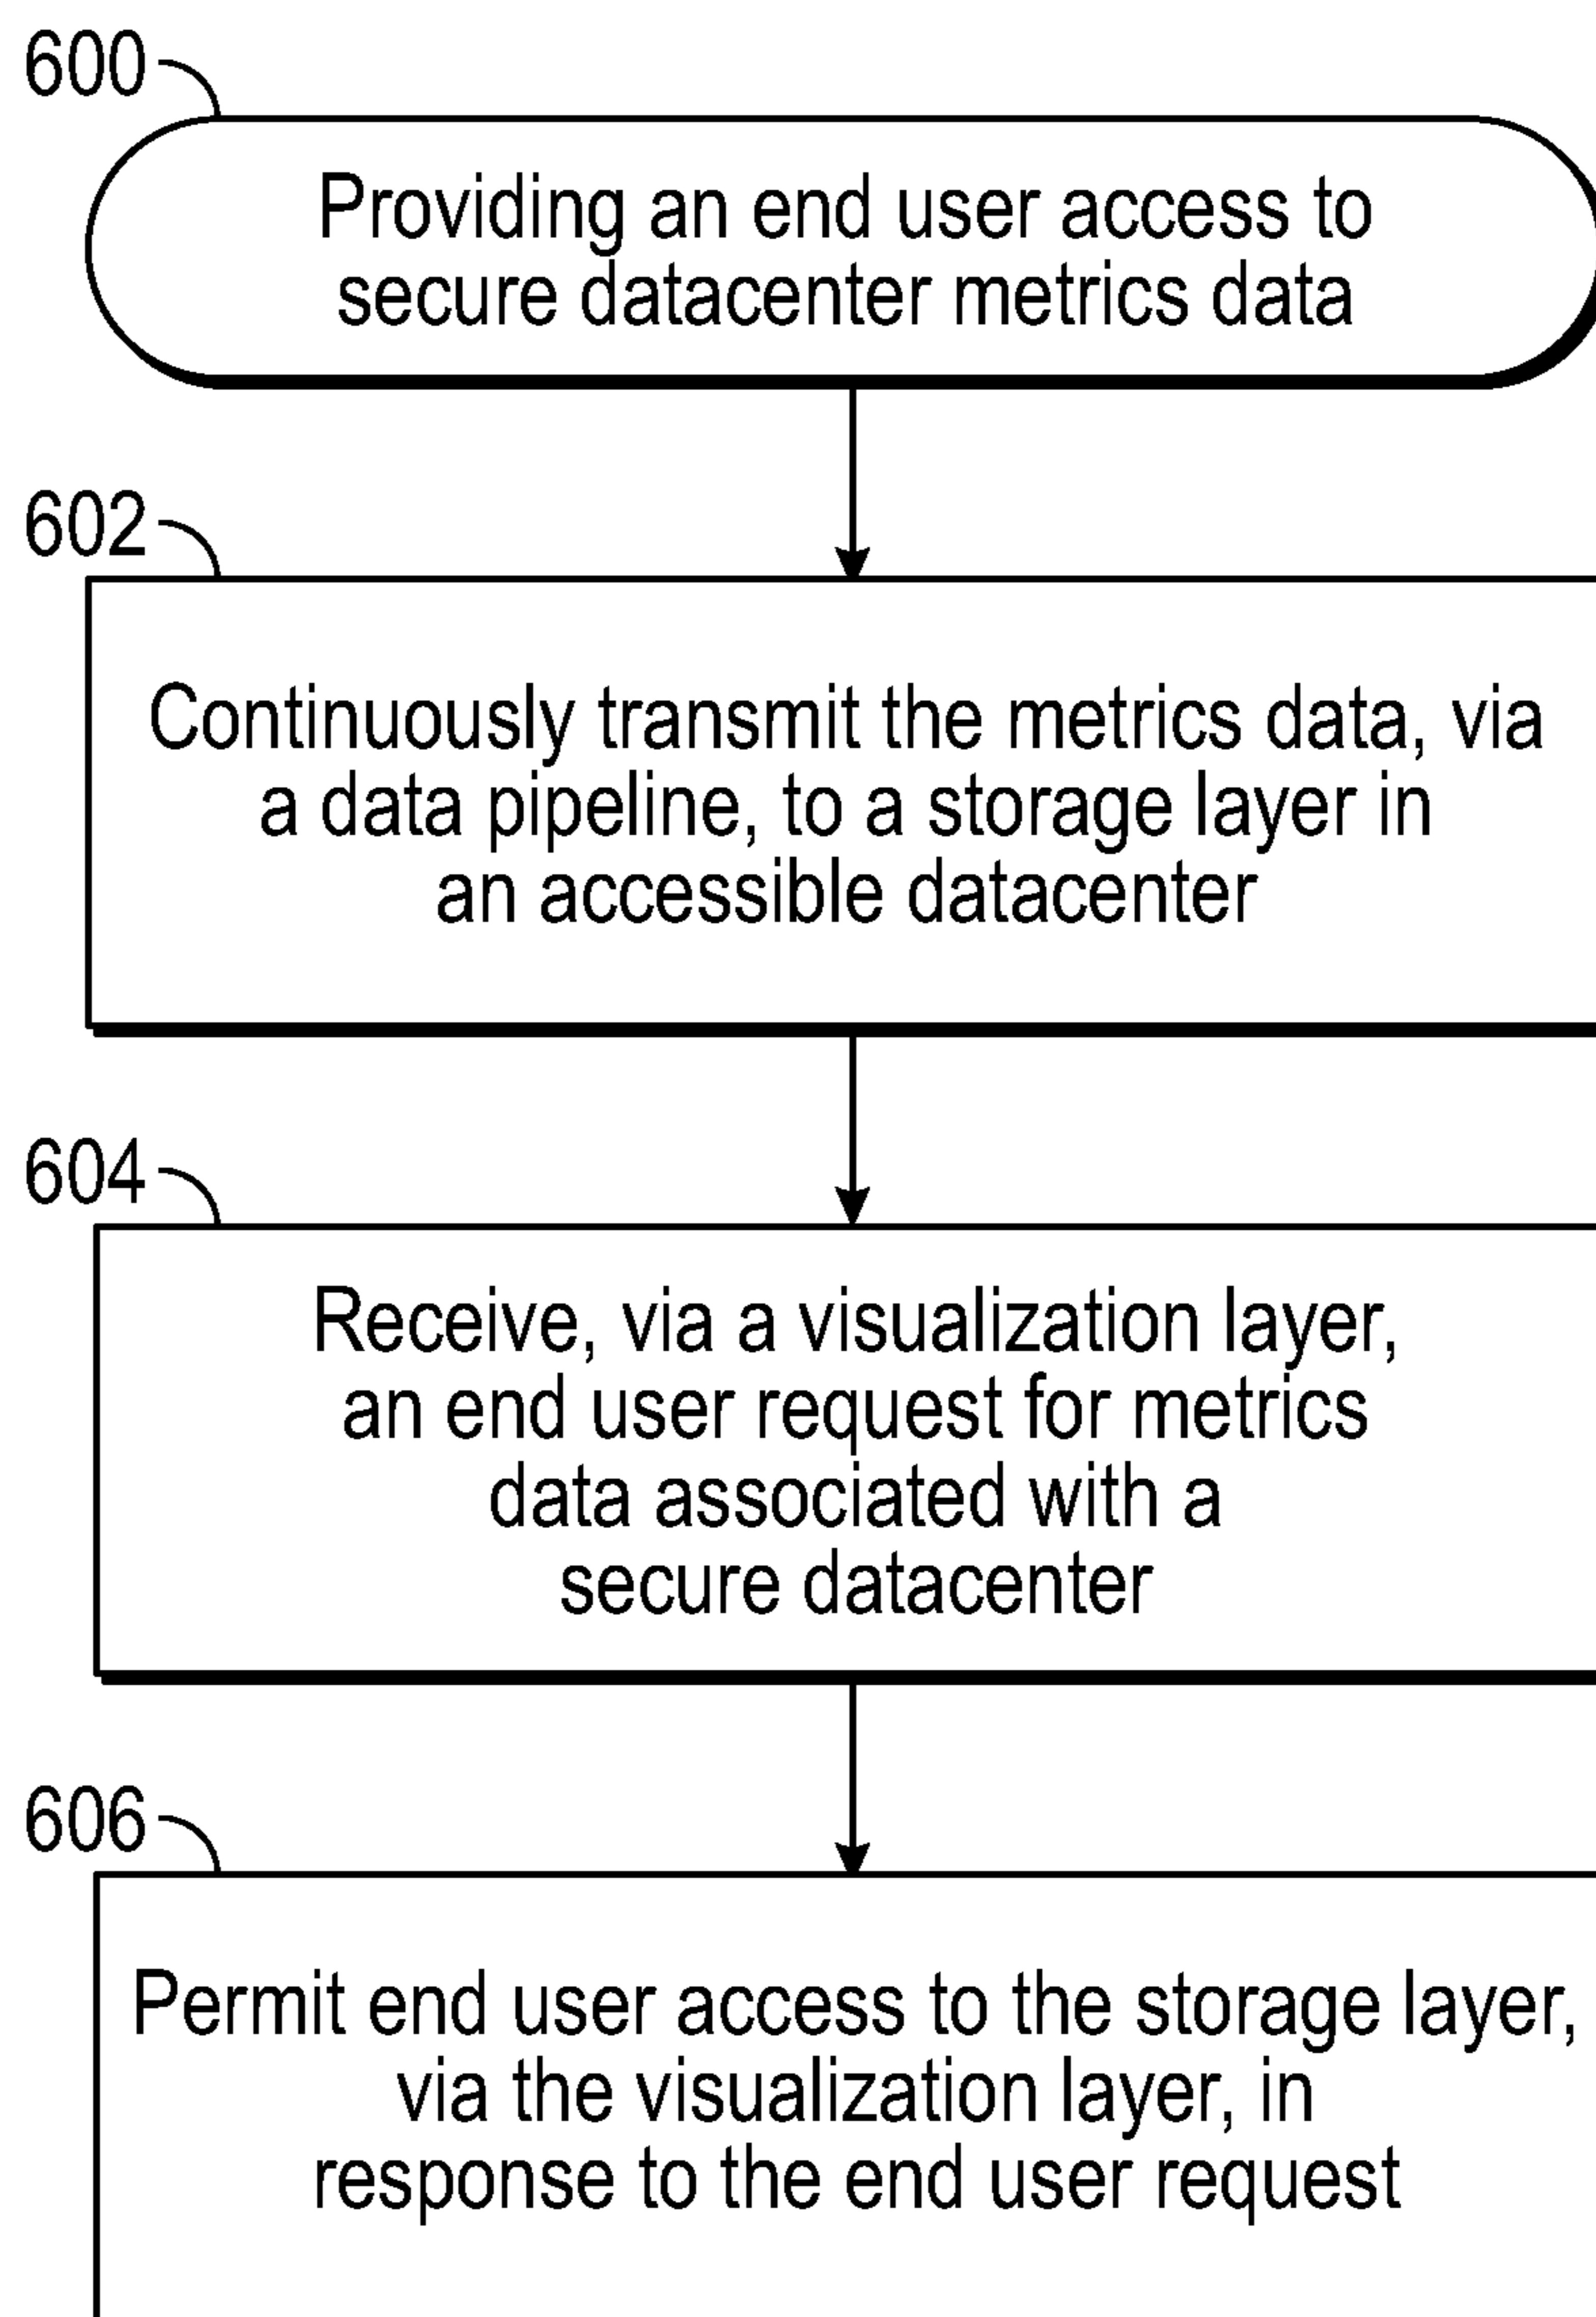 600
Providing an end user access to
secure datacenter metrics data
602
Continuously transmit the metrics data, via
a data pipeline, to a storage layer in
an accessible datacenter
604
Receive, via a visualization layer,
an end user request for metrics
data associated with a
secure datacenter
606
Permit end user access to the storage layer,
via the visualization layer, in
response to the end user request